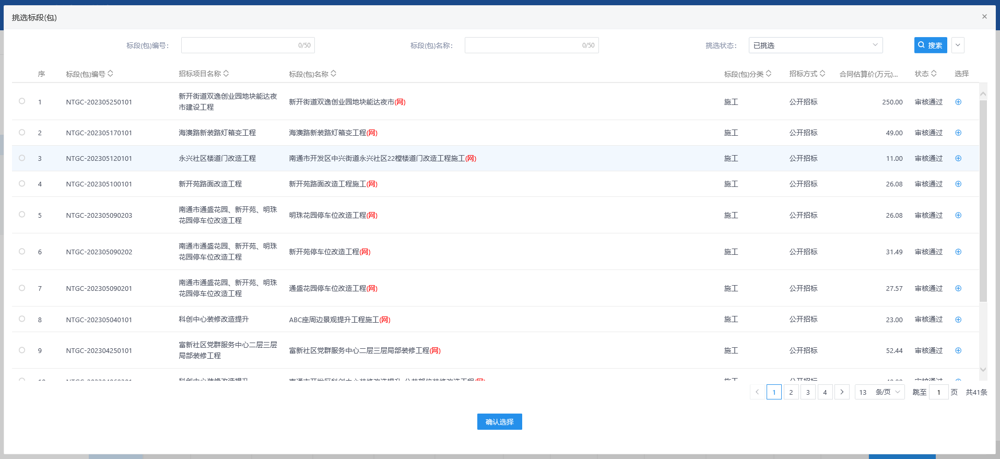 挑选标段(包)
标段(包)编号： 0/50 标段(包)名称： 0/50 挑选状态： 已挑选 搜索
序 标段(包)编号 招标项目名称 标段(包)名称 标段(包)分类 招标方式 合同估算价(万元)... 状态 选择
1 NTGC-202305250101 新开街道双逸创业园地块能达夜市建设工程 新开街道双逸创业园地块能达夜市(网) 施工 公开招标 250.00 审核通过
2 NTGC-202305170101 海澳路新装路灯箱变工程 海澳路新装路灯箱变工程(网) 施工 公开招标 49.00 审核通过
3 NTGC-202305120101 永兴社区楼道门改造工程 南通市开发区中兴街道永兴社区22樘楼道门改造工程施工(网) 施工 公开招标 11.00 审核通过
4 NTGC-202305100101 新开苑路面改造工程 新开苑路面改造工程施工(网) 施工 公开招标 26.08 审核通过
5 NTGC-202305090203 南通市通盛花园、新开苑、明珠花园停车位改造工程 明珠花园停车位改造工程(网) 施工 公开招标 26.08 审核通过
6 NTGC-202305090202 南通市通盛花园、新开苑、明珠花园停车位改造工程 新开苑停车位改造工程(网) 施工 公开招标 31.49 审核通过
7 NTGC-202305090201 南通市通盛花园、新开苑、明珠花园停车位改造工程 通盛花园停车位改造工程(网) 施工 公开招标 27.57 审核通过
8 NTGC-202305040101 科创中心装修改造提升 ABC座周边景观提升工程施工(网) 施工 公开招标 23.00 审核通过
9 NTGC-202304250101 富新社区党群服务中心二层三层局部装修工程 富新社区党群服务中心二层三层局部装修工程(网) 施工 公开招标 52.44 审核通过
1 2 3 4 13 条/页 跳至 1 页 共41条
确认选择